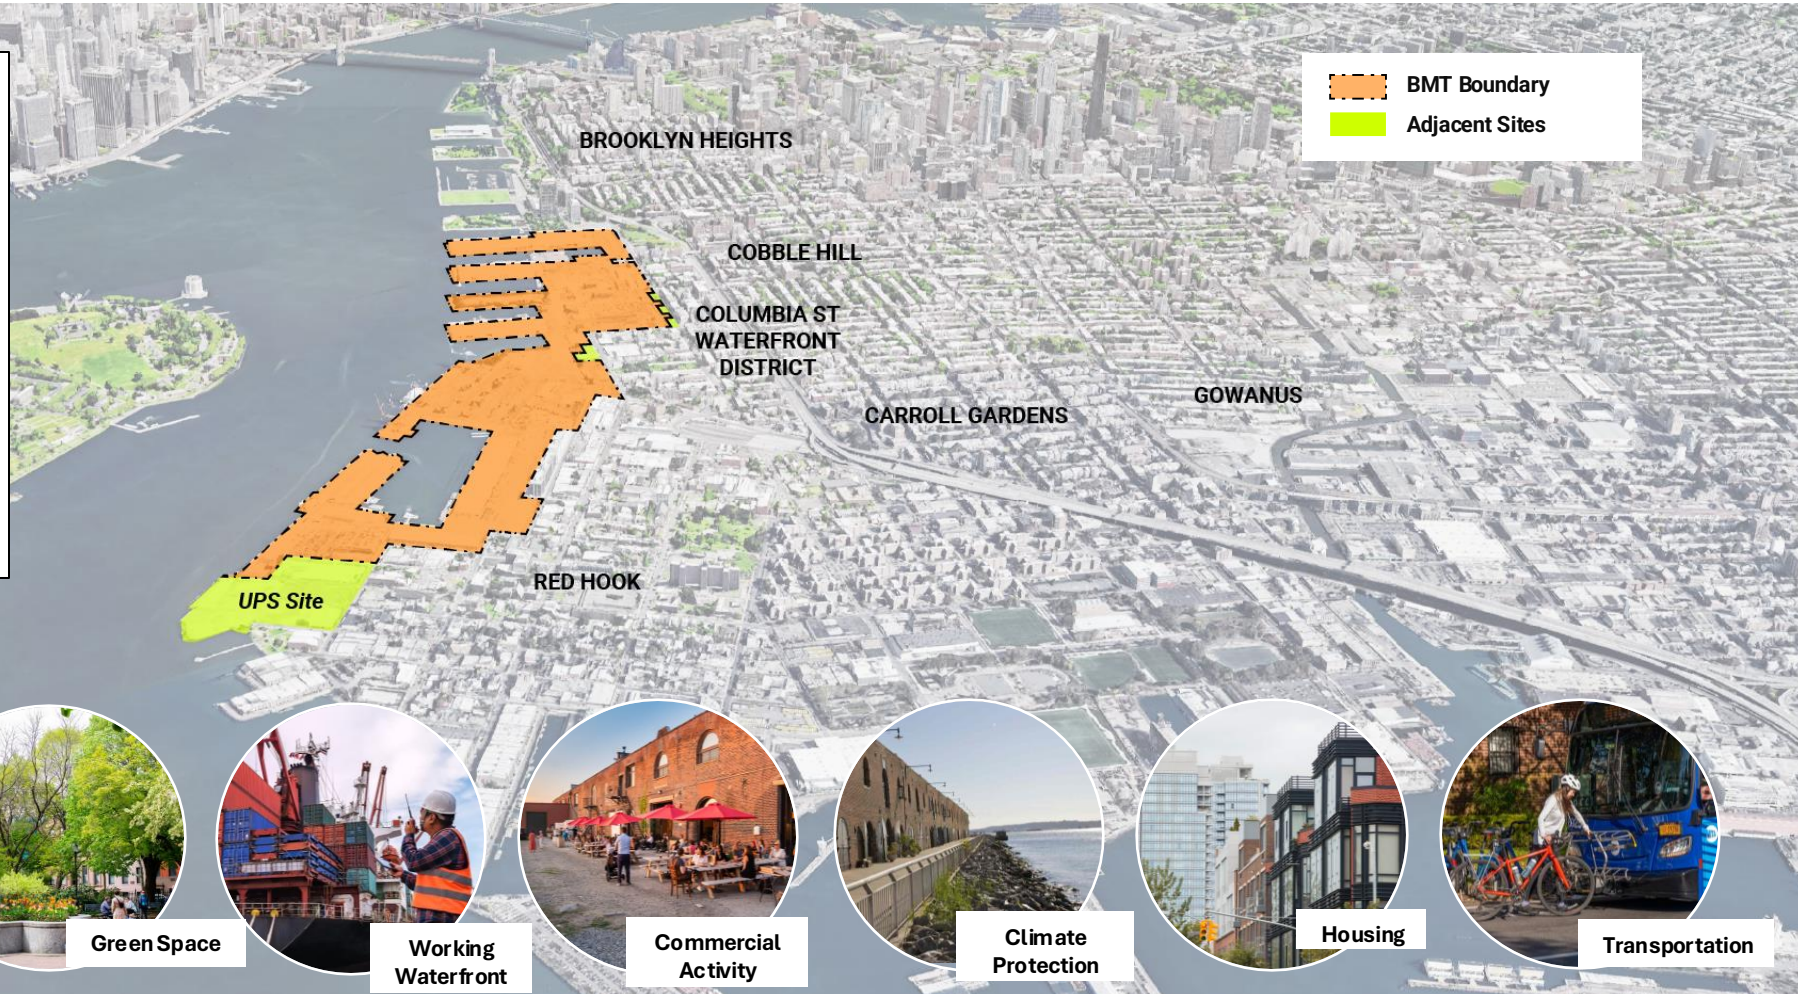 BMT Boundary
Adjacent Sites
BROOKLYN HEIGHTS
COBBLE HILL
COLUMBIA ST
WATERFRONT
DISTRICT
GOWANUS
CARROLL GARDENS
RED HOOK
UPS Site
Green Space
Working
Waterfront
Commercial
Activity
Climate
Protection
Housing
Transportation